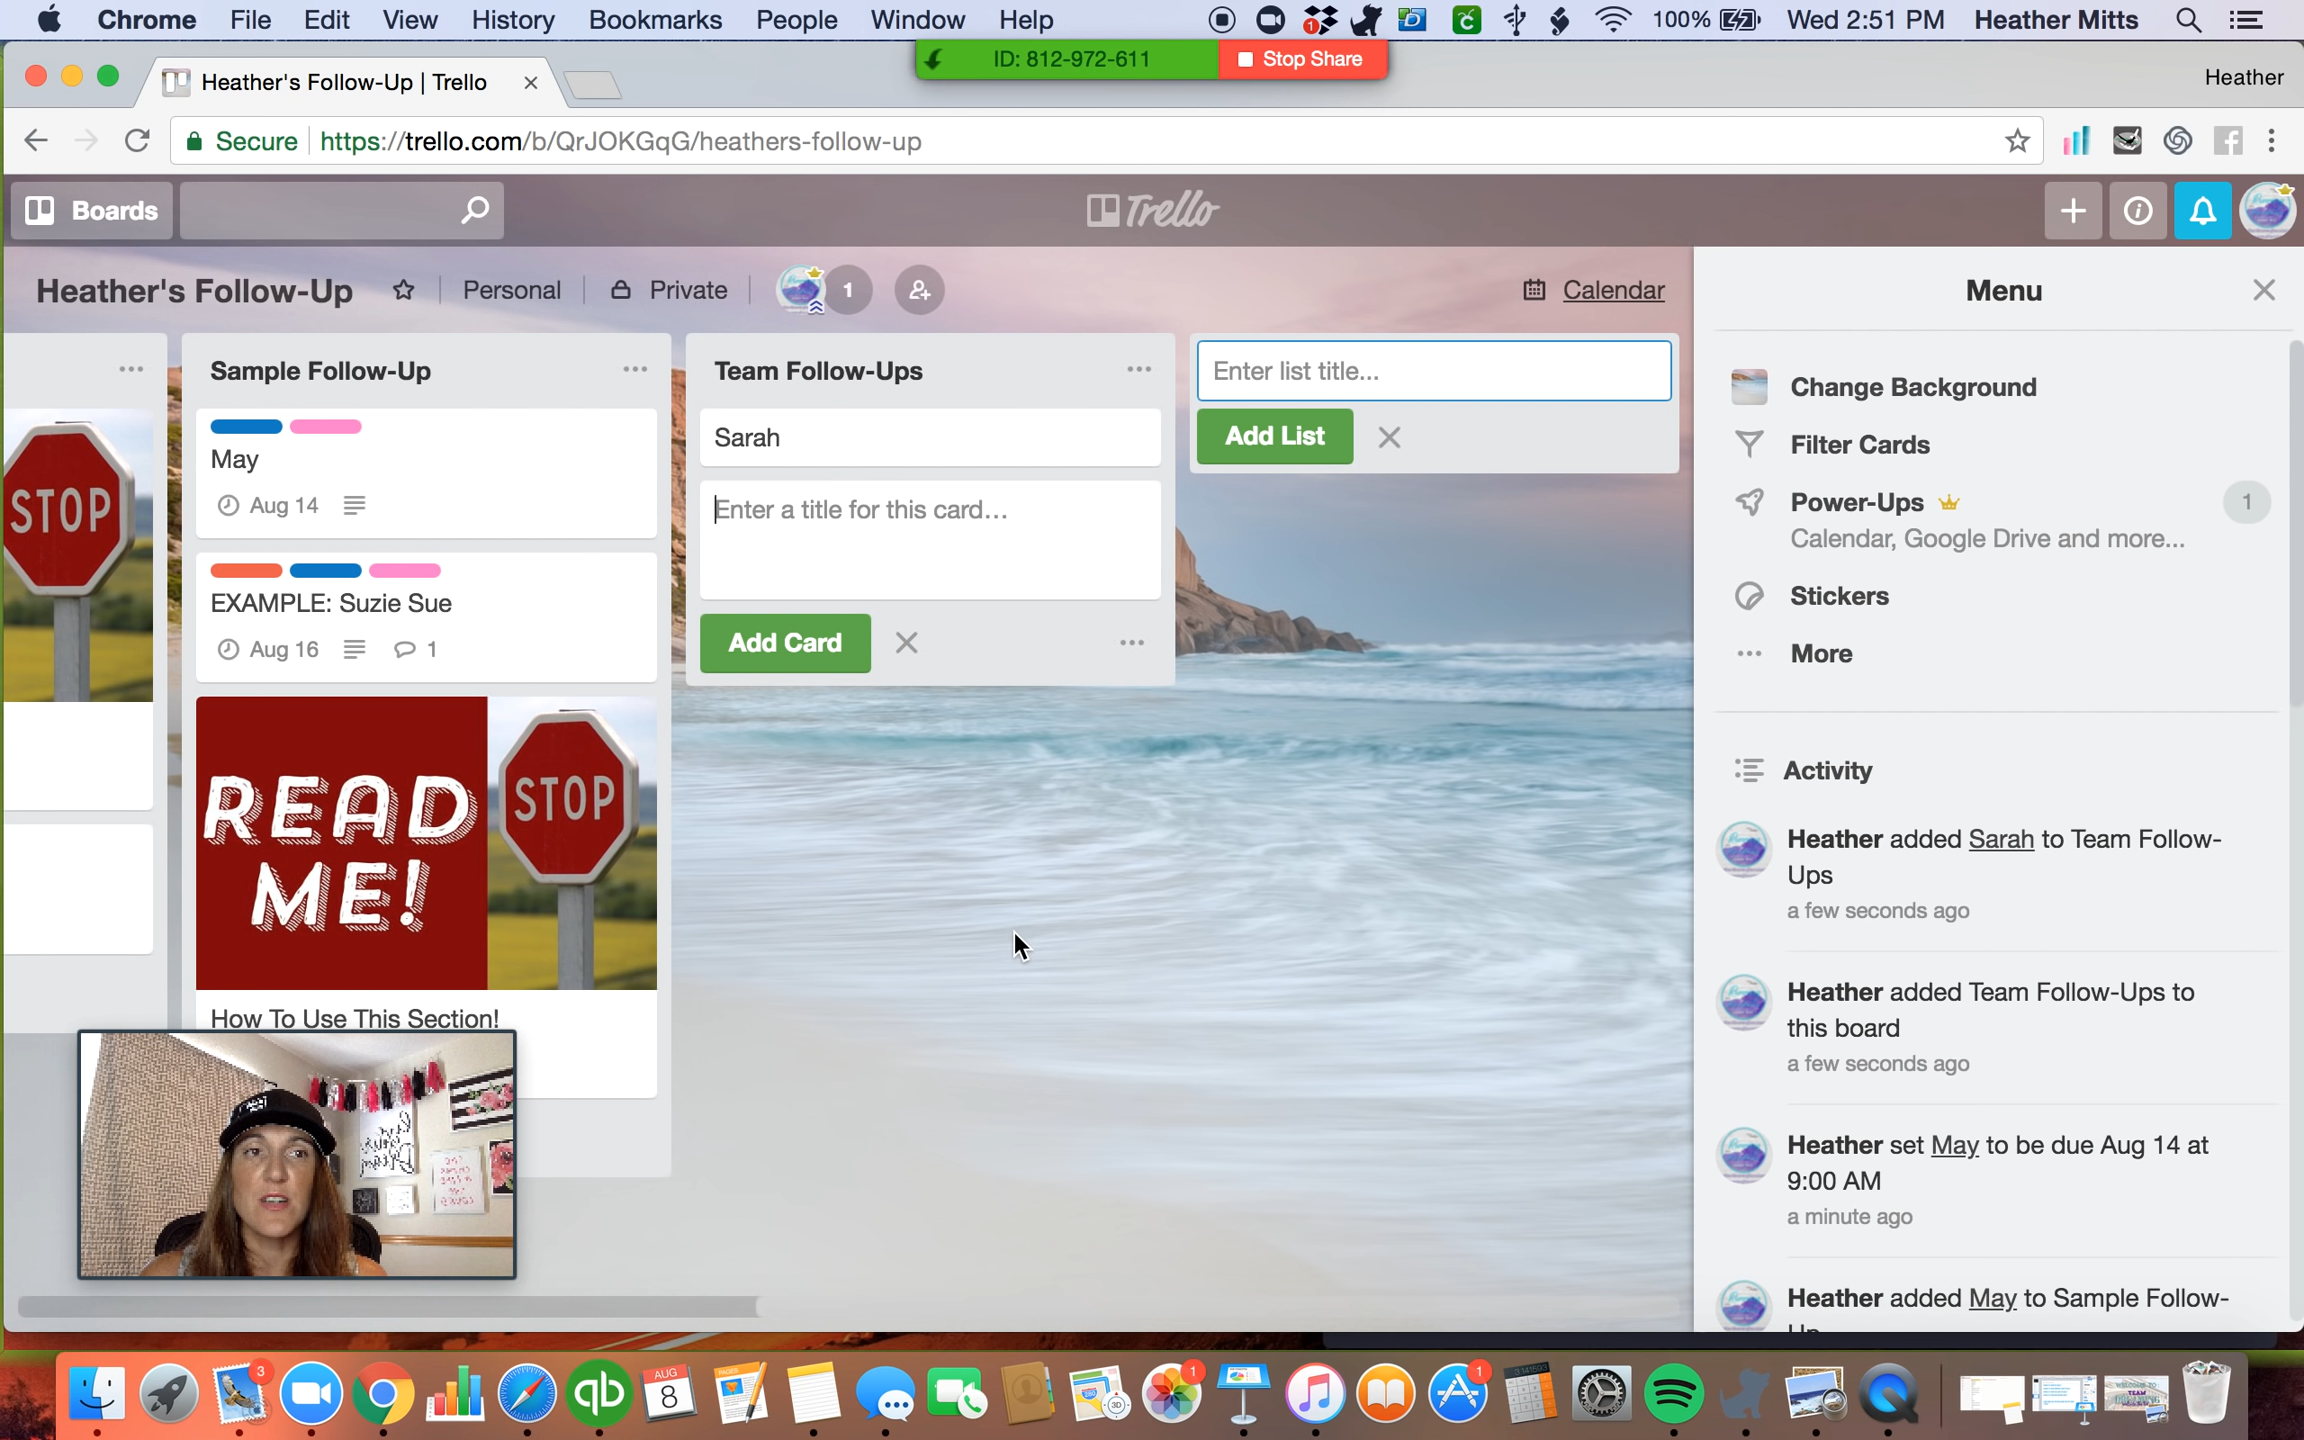 Chrome File Edit View History Bookmarks People Window Help 100% Wed 2:51 PM Heather Mitts
ID: 812-972-611 Stop Share
Heather's Follow-Up | Trello
Heather
Secure https://trello.com/b/QrJOKGqG/heathers-follow-up
Boards
Trello
Heather's Follow-Up Personal Private 1 Calendar
Sample Follow-Up
May
Aug 14
EXAMPLE: Suzie Sue
Aug 16 1
READ
ME!
STOP
How To Use This Section!
STOP
Team Follow-Ups
Sarah
Enter a title for this card…
Add Card
Enter list title…
Add List
Menu
Change Background
Filter Cards
Power-Ups 1
Calendar, Google Drive and more…
Stickers
More
Activity
Heather added Sarah to Team Follow-
Ups
a few seconds ago
Heather added Team Follow-Ups to
this board
a few seconds ago
Heather set May to be due Aug 14 at
9:00 AM
a minute ago
Heather added May to Sample Follow-
Up
3
qb
AUG
8
1
1